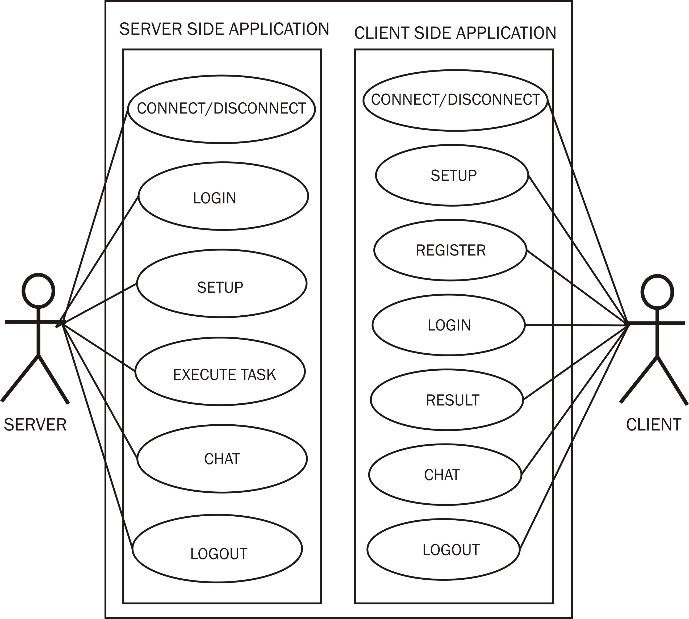 SERVER SIDE APPLICATION
CONNECT/DISCONNECT
LOGIN
SETUP
EXECUTE TASK
CHAT
LOGOUT
SERVER
CLIENT SIDE APPLICATION
CONNECT/DISCONNECT
SETUP
REGISTER
LOGIN
RESULT
CHAT
LOGOUT
CLIENT